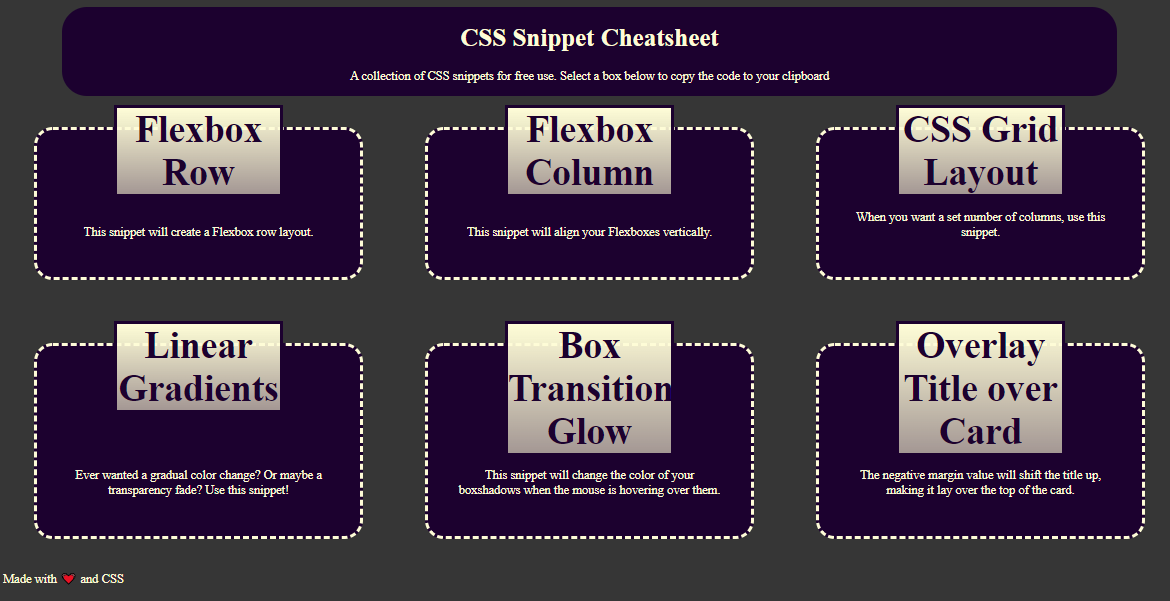 CSS Snippet Cheatsheet
A collection of CSS snippets for free use. Select a box below to copy the code to your clipboard
Flexbox
Row
This snippet will create a Flexbox row layout.
Flexbox
Column
This snippet will align your Flexboxes vertically.
CSS Grid
Layout
When you want a set number of columns, use this
snippet.
Linear
Gradients
Ever wanted a gradual color change? Or maybe a
transparency fade? Use this snippet!
Box
Transition
Glow
This snippet will change the color of your
boxshadows when the mouse is hovering over them.
Overlay
Title over
Card
The negative margin value will shift the title up,
making it lay over the top of the card.
Made with ❤️ and CSS